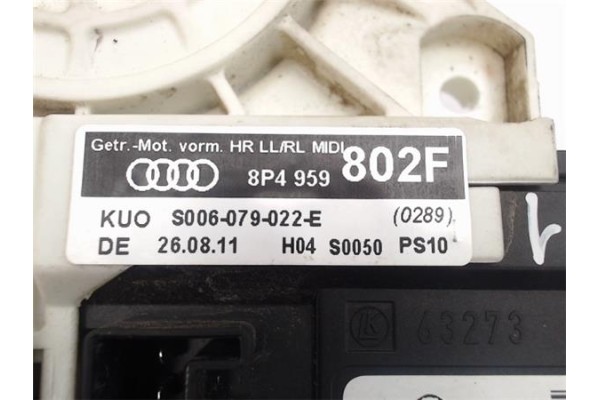 Getr.-Mot. vorm. HR LL/RL MIDL
8P4 959 802F
KUO S006-079-022-E (0289)
DE 26.08.11 H04 S0050 PS10
K 63273